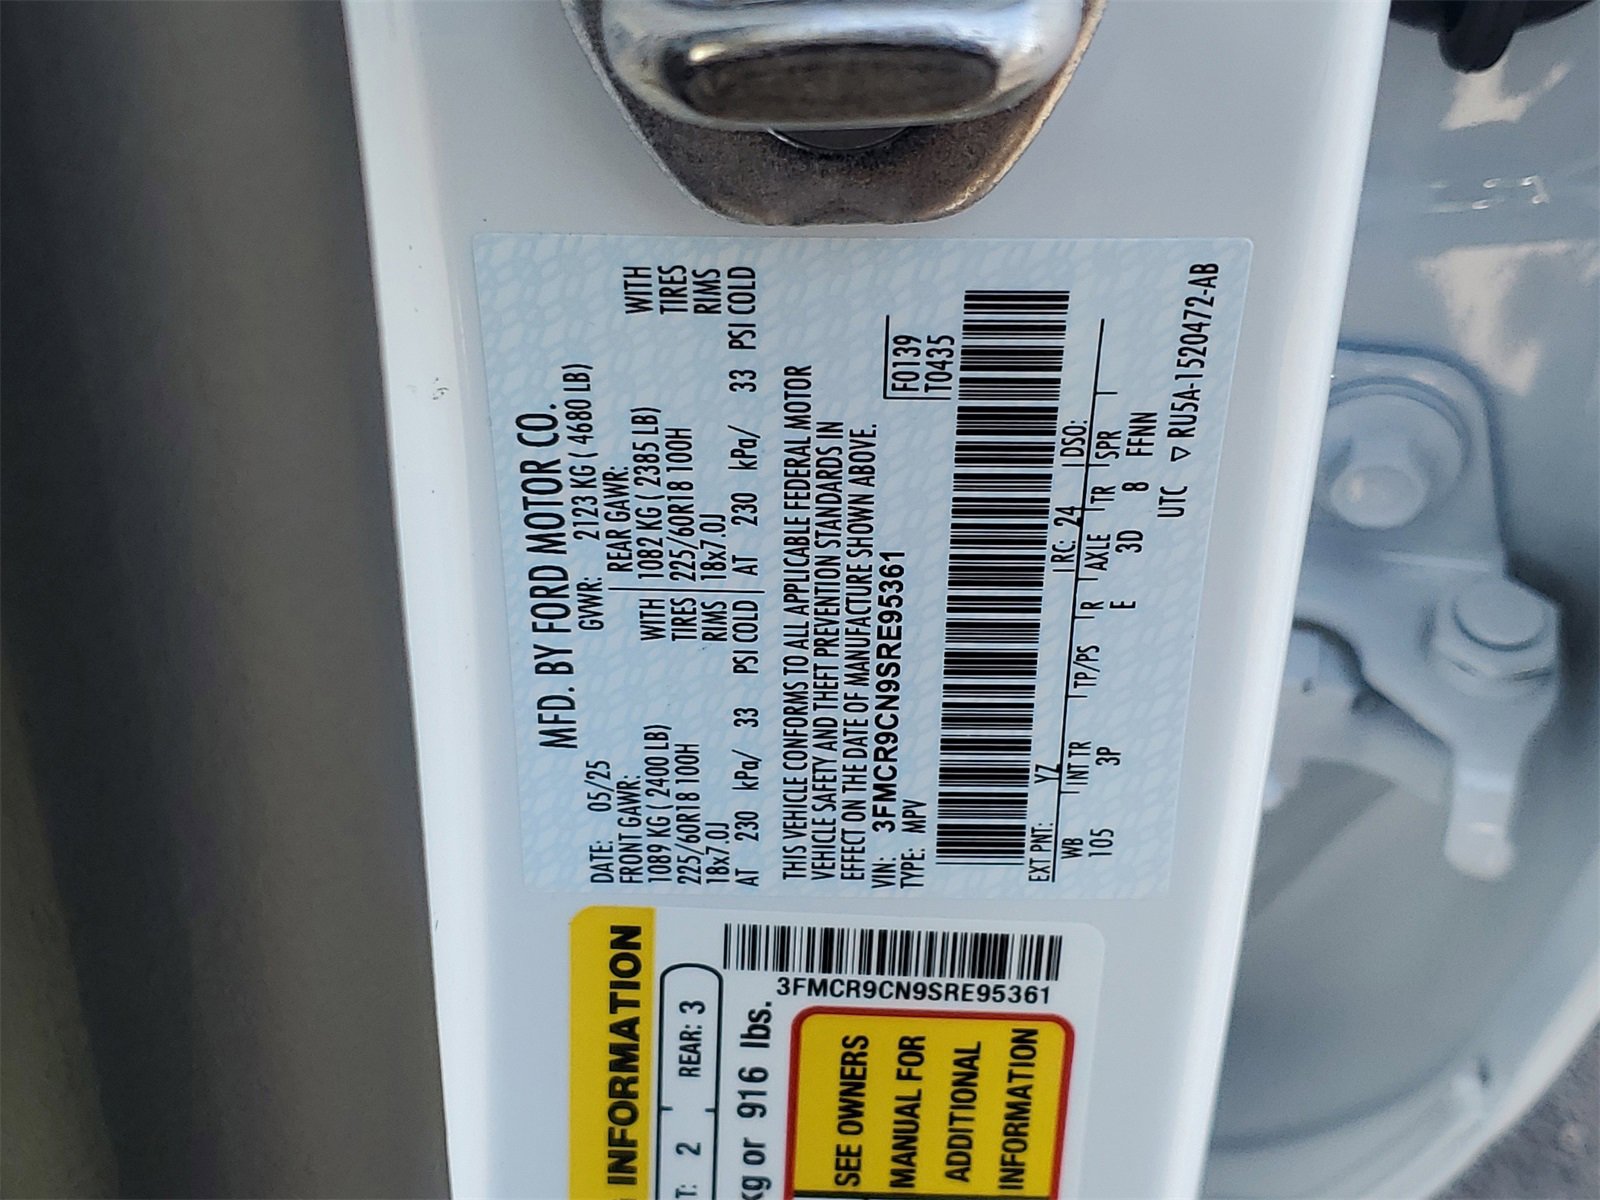 MFD. BY FORD MOTOR CO.
DATE: 05/25 GVWR: 2123 KG ( 4680 LB)
FRONT GAWR: REAR GAWR:
1089 KG ( 2400 LB) WITH 1082 KG ( 2385 LB) WITH
225/60R18 100H TIRES 225/60R18 100H TIRES
18x7.0J RIMS 18x7.0J RIMS
AT 230 kPa/ 33 PSI COLD AT 230 kPa/ 33 PSI COLD
THIS VEHICLE CONFORMS TO ALL APPLICABLE FEDERAL MOTOR
VEHICLE SAFETY AND THEFT PREVENTION STANDARDS IN
EFFECT ON THE DATE OF MANUFACTURE SHOWN ABOVE.
VIN: 3FMCR9CN9SRE95361 F0139
TYPE: MPV T0435
EXT PNT: YZ RC: 24 DSO:
WB INT TR TP/PS R AXLE TR SPR
105 3P E 3D 8 FFNN
UTC ▽ RU5A-1520472-AB
INFORMATION
T: 2 REAR: 3
kg or 916 lbs.
3FMCR9CN9SRE95361
SEE OWNERS
MANUAL FOR
ADDITIONAL
INFORMATION